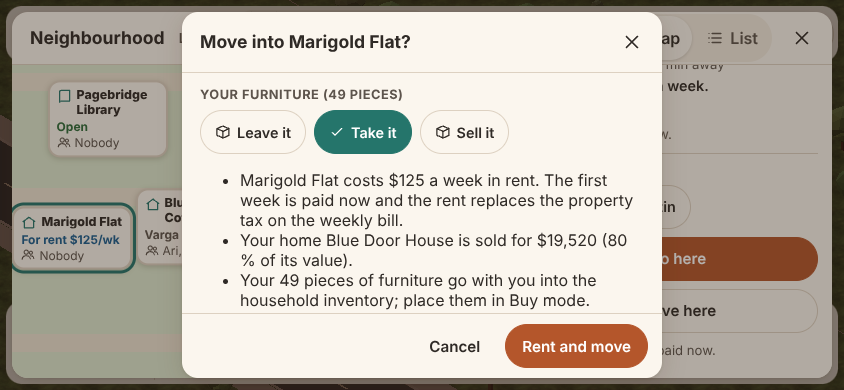 Neighbourhood
Move into Marigold Flat?
List
min away
week.
YOUR FURNITURE (49 PIECES)
Leave it
Take it
Sell it
Pagebridge
Library
Open
Nobody
Marigold Flat costs $125 a week in rent. The first
week is paid now and the rent replaces the property
tax on the weekly bill.
Your home Blue Door House is sold for $19,520 (80
% of its value).
Your 49 pieces of furniture go with you into the
household inventory; place them in Buy mode.
Marigold Flat
For rent $125/wk
Nobody
Varga
Ari,
here
here
paid now.
Cancel
Rent and move